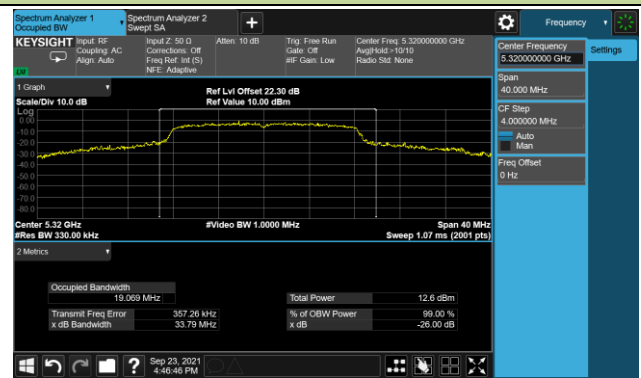 Spectrum Analyzer 1
Occupied BW
Spectrum Analyzer 2
Swept SA
+
Frequency
KEYSIGHT
Input: RF
Coupling: AC
Align: Auto
Input Z: 50 Ω
Corrections: Off
Freq Ref: Int (S)
NFE: Adaptive
Atten: 10 dB
Trig: Free Run
Gate: Off
#IF Gain: Low
Center Freq: 5.320000000 GHz
Avg|Hold:>10/10
Radio Std: None
Center Frequency
5.320000000 GHz
Settings
Span
40.000 MHz
CF Step
4.000000 MHz
Auto
Man
Freq Offset
0 Hz
1 Graph
Scale/Div 10.0 dB
Ref Lvl Offset 22.30 dB
Ref Value 10.00 dBm
Log
0.00
-10.0
-20.0
-30.0
-40.0
-50.0
-60.0
-70.0
-80.0
Center 5.32 GHz
#Res BW 330.00 kHz
#Video BW 1.0000 MHz
Span 40 MHz
Sweep 1.07 ms (2001 pts)
2 Metrics
Occupied Bandwidth
19.069 MHz
Total Power 12.6 dBm
Transmit Freq Error 357.26 kHz
% of OBW Power 99.00 %
x dB Bandwidth 33.79 MHz
x dB -26.00 dB
?
Sep 23, 2021
4:46:46 PM